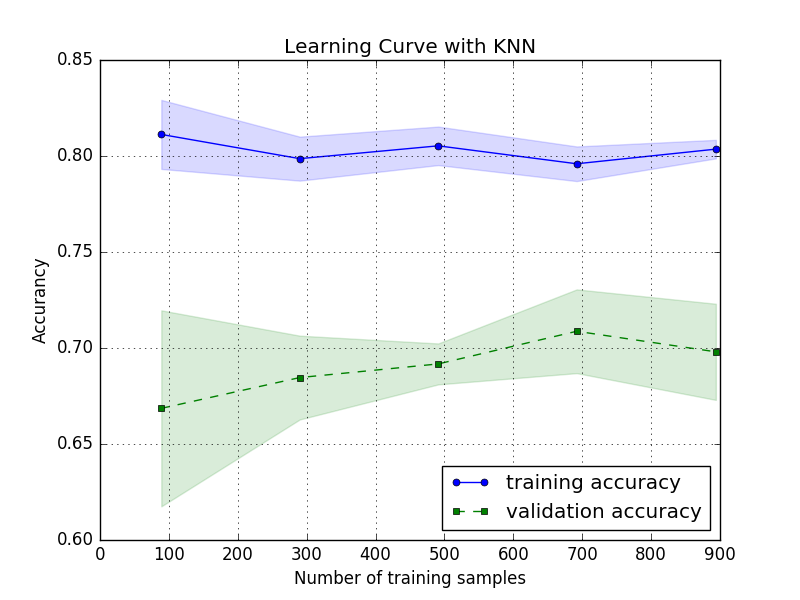 Learning Curve with KNN
0.85
0.80
0.75
0.70
0.65
0.60
Accurancy
training accuracy
validation accuracy
0 100 200 300 400 500 600 700 800 900
Number of training samples